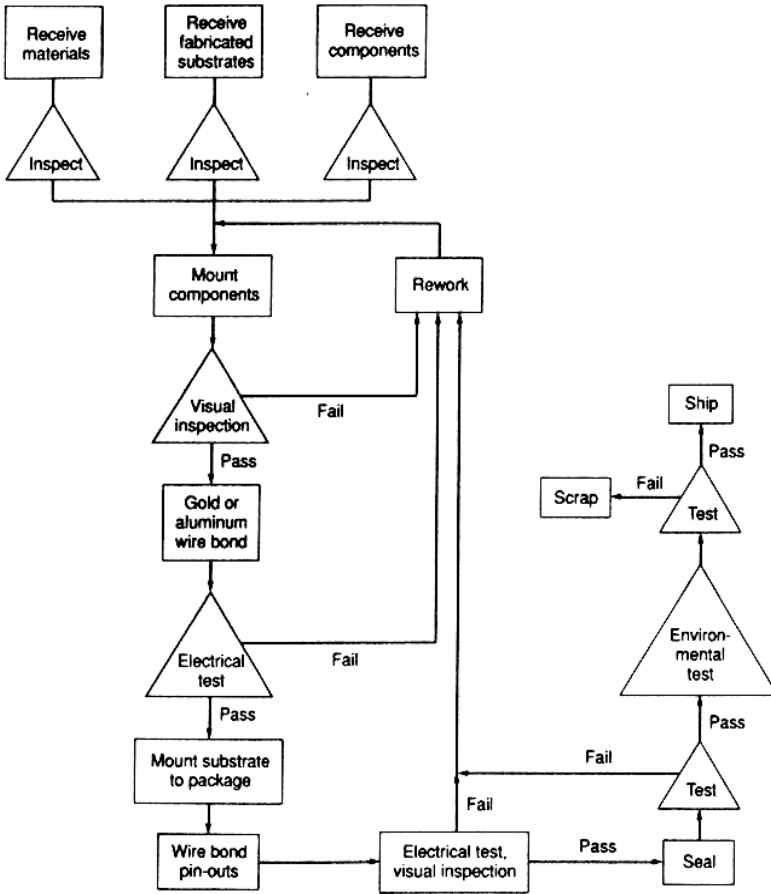 Receive
materials
Receive
fabricated
substrates
Receive
components
Inspect
Inspect
Inspect
Mount
components
Rework
Visual
inspection
Fail
Pass
Ship
Pass
Fail
Scrap
Test
Gold or
aluminum
wire bond
Electrical
test
Fail
Environ-
mental
test
Pass
Pass
Mount substrate
to package
Fail
Test
Fail
Wire bond
pin-outs
Electrical test,
visual inspection
Pass
Seal